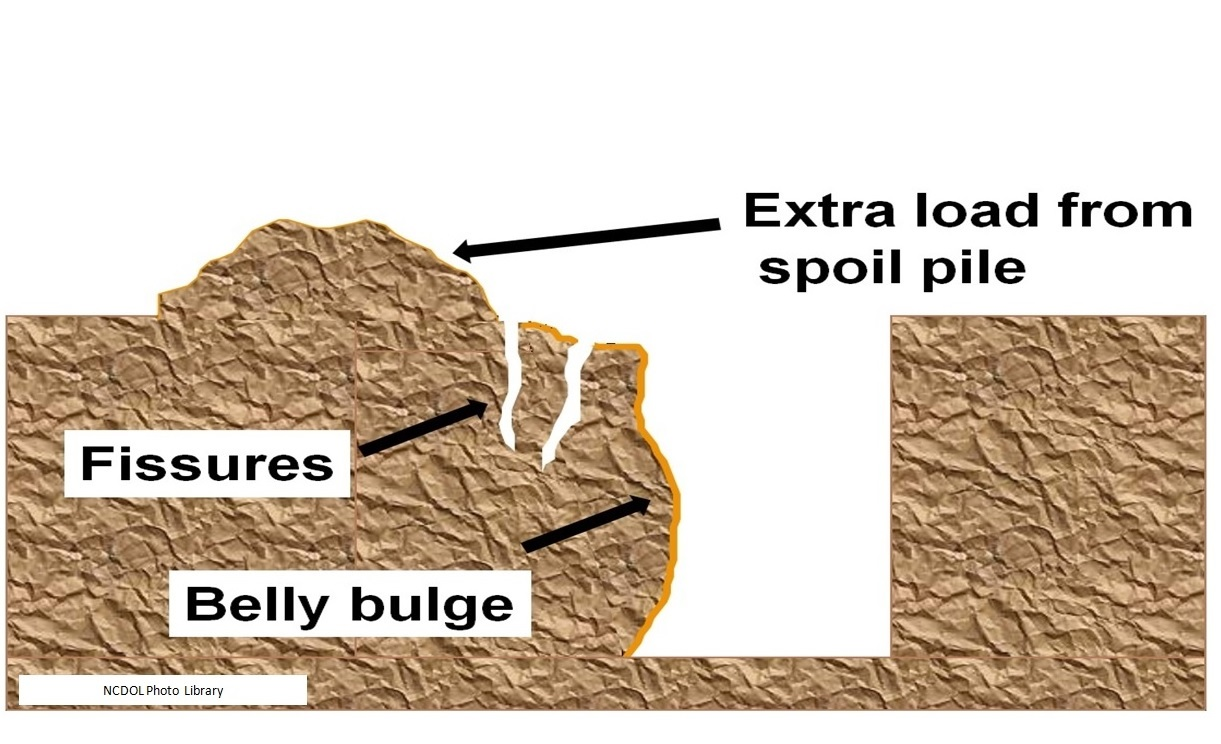 Extra load from
spoil pile
Fissures
Belly bulge
NCDOL Photo Library